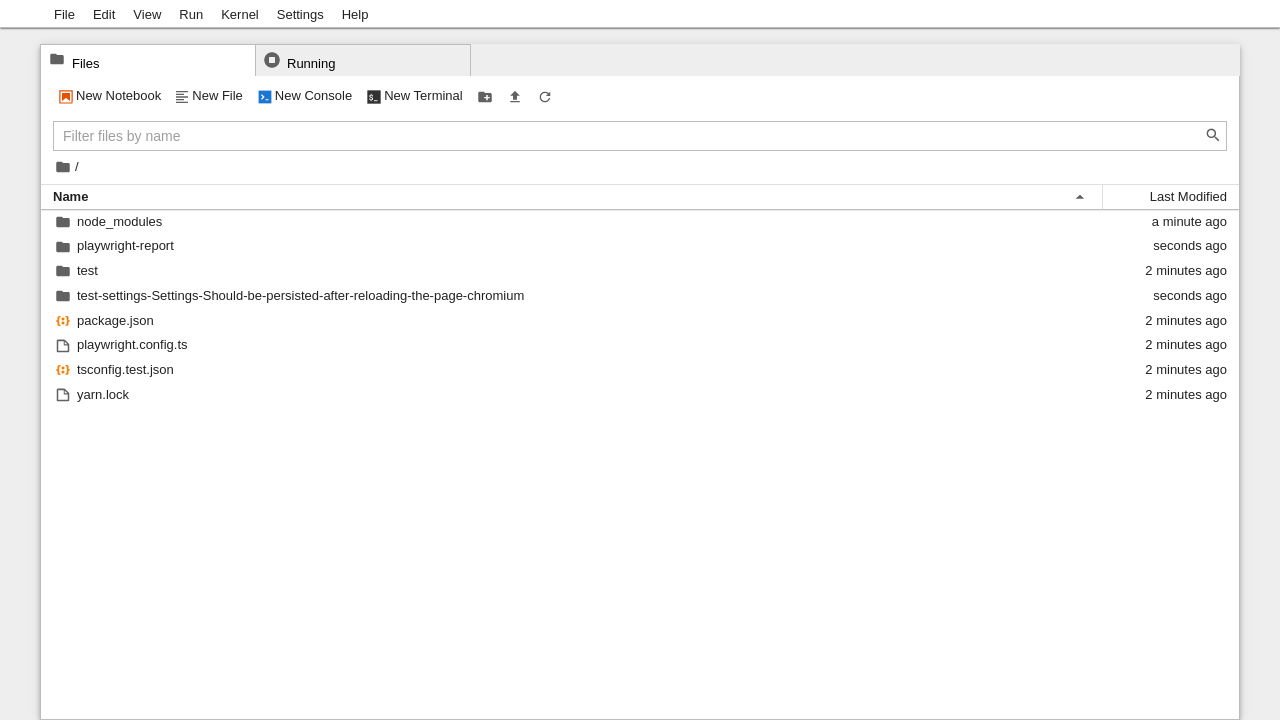 File Edit View Run Kernel Settings Help
Files Running
New Notebook New File New Console New Terminal
Filter files by name
/
Name Last Modified
node_modules a minute ago
playwright-report seconds ago
test 2 minutes ago
test-settings-Settings-Should-be-persisted-after-reloading-the-page-chromium seconds ago
package.json 2 minutes ago
playwright.config.ts 2 minutes ago
tsconfig.test.json 2 minutes ago
yarn.lock 2 minutes ago